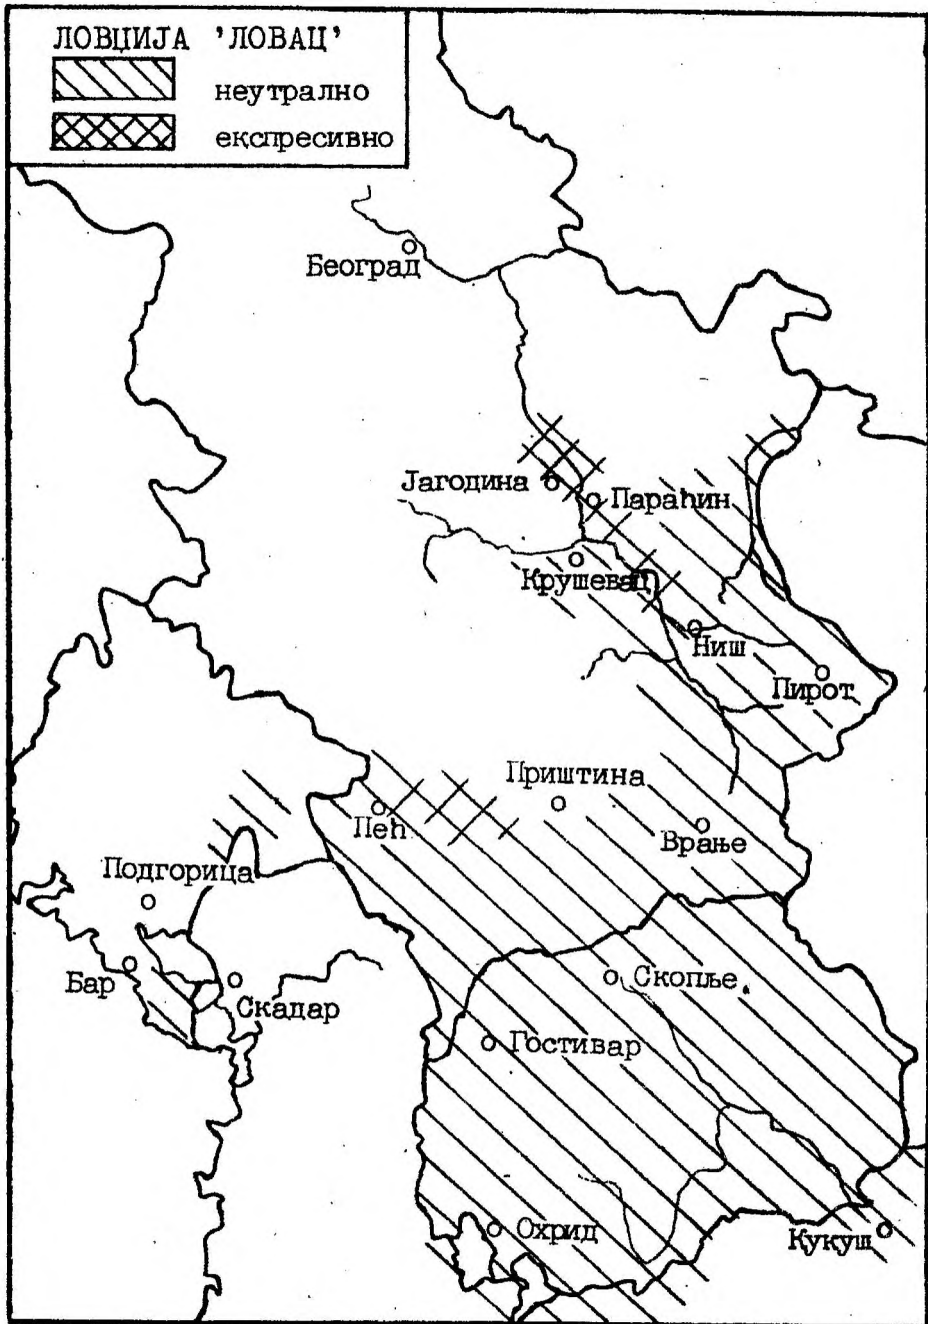 ЛОВЏИЈА 'ЛОВАЦ'
неутрално
експресивно
Београд
Јагодина
Параћин
Крушевац
Ниш
Пирот
Приштина
Пећ
Врање
Подгорица
Бар
Скадар
Скопље
Гостивар
Охрид
Кукуш